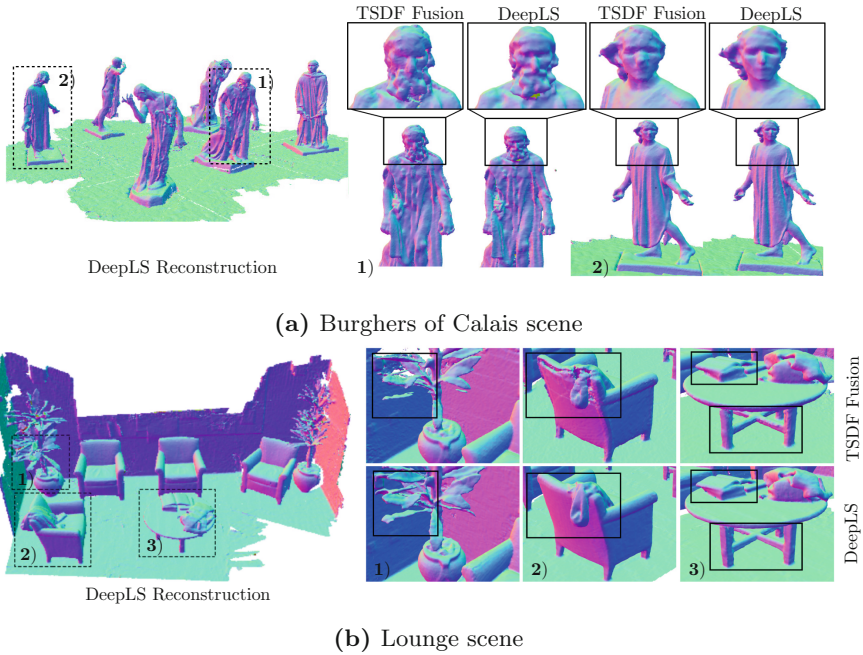 TSDF Fusion DeepLS TSDF Fusion DeepLS
2)
1)
DeepLS Reconstruction
1)
2)
(a) Burghers of Calais scene
1)
2)
3)
DeepLS Reconstruction
TSDF Fusion
DeepLS
1)
2)
3)
(b) Lounge scene